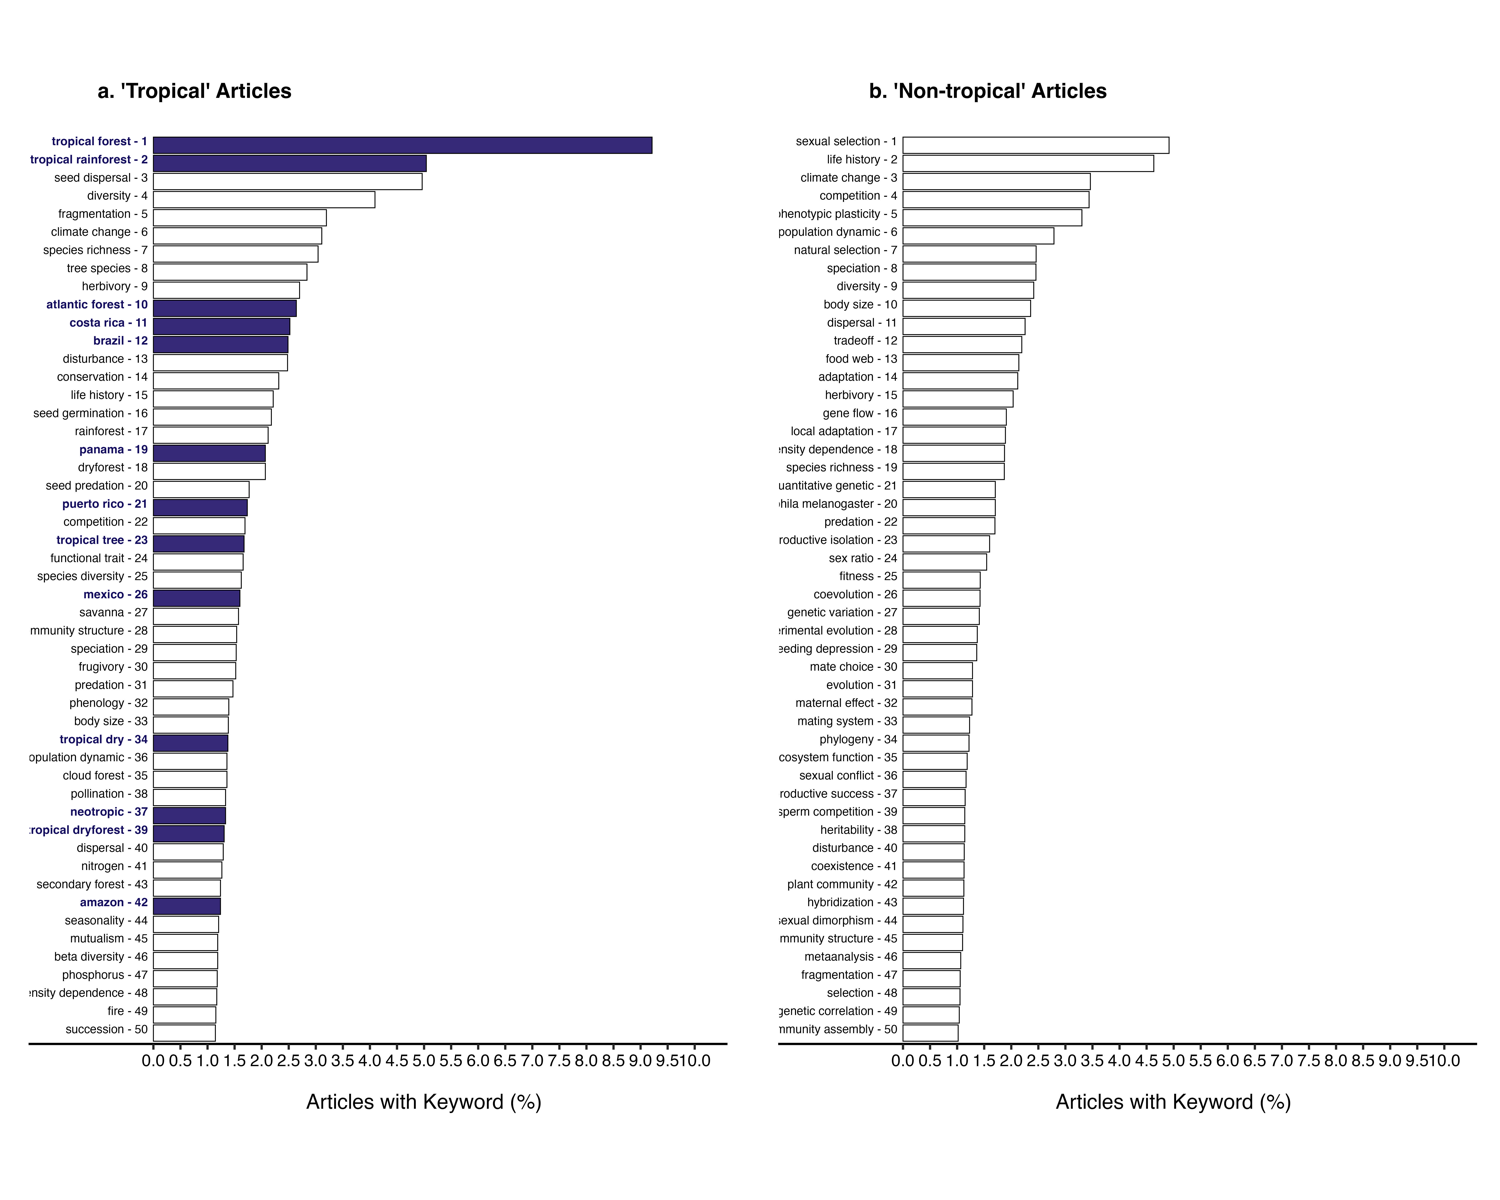 a. 'Tropical' Articles
tropical forest - 1
tropical rainforest - 2
seed dispersal - 3
diversity - 4
fragmentation - 5
climate change - 6
species richness - 7
tree species - 8
herbivory - 9
atlantic forest - 10
costa rica - 11
brazil - 12
disturbance - 13
conservation - 14
life history - 15
seed germination - 16
rainforest - 17
panama - 19
dryforest - 18
seed predation - 20
puerto rico - 21
competition - 22
tropical tree - 23
functional trait - 24
species diversity - 25
mexico - 26
savanna - 27
mmunity structure - 28
speciation - 29
frugivory - 30
predation - 31
phenology - 32
body size - 33
tropical dry - 34
opulation dynamic - 36
cloud forest - 35
pollination - 38
neotropic - 37
tropical dryforest - 39
dispersal - 40
nitrogen - 41
secondary forest - 43
amazon - 42
seasonality - 44
mutualism - 45
beta diversity - 46
phosphorus - 47
ensity dependence - 48
fire - 49
succession - 50
0.0 0.5 1.0 1.5 2.0 2.5 3.0 3.5 4.0 4.5 5.0 5.5 6.0 6.5 7.0 7.5 8.0 8.5 9.0 9.5 10.0
Articles with Keyword (%)
b. 'Non-tropical' Articles
sexual selection - 1
life history - 2
climate change - 3
competition - 4
phenotypic plasticity - 5
population dynamic - 6
natural selection - 7
speciation - 8
diversity - 9
body size - 10
dispersal - 11
tradeoff - 12
food web - 13
adaptation - 14
herbivory - 15
gene flow - 16
local adaptation - 17
ensity dependence - 18
species richness - 19
uantitative genetic - 21
hila melanogaster - 20
predation - 22
roductive isolation - 23
sex ratio - 24
fitness - 25
coevolution - 26
genetic variation - 27
erimental evolution - 28
eeding depression - 29
mate choice - 30
evolution - 31
maternal effect - 32
mating system - 33
phylogeny - 34
cosystem function - 35
sexual conflict - 36
roductive success - 37
sperm competition - 39
heritability - 38
disturbance - 40
coexistence - 41
plant community - 42
hybridization - 43
sexual dimorphism - 44
mmunity structure - 45
metaanalysis - 46
fragmentation - 47
selection - 48
genetic correlation - 49
mmunity assembly - 50
0.0 0.5 1.0 1.5 2.0 2.5 3.0 3.5 4.0 4.5 5.0 5.5 6.0 6.5 7.0 7.5 8.0 8.5 9.0 9.5 10.0
Articles with Keyword (%)